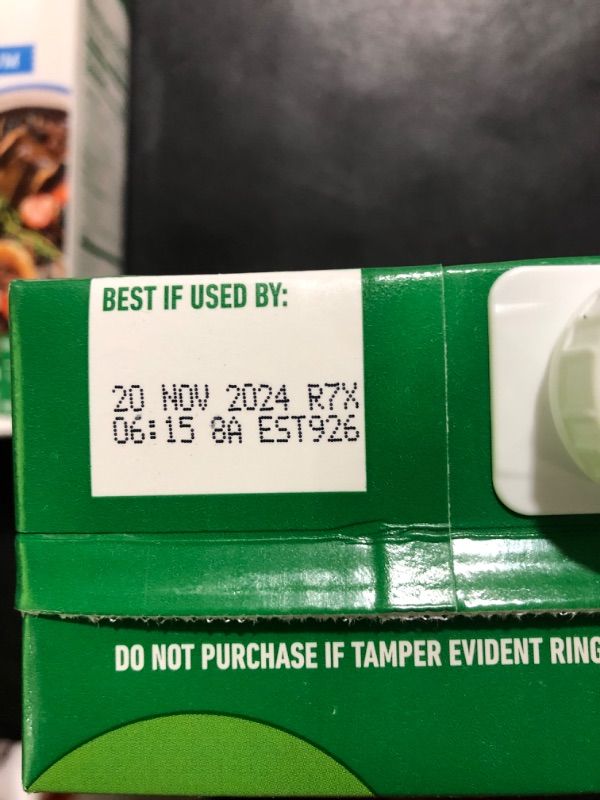 BEST IF USED BY:
20 NOV 2024 R7X
06:15 8A EST926
DO NOT PURCHASE IF TAMPER EVIDENT RING